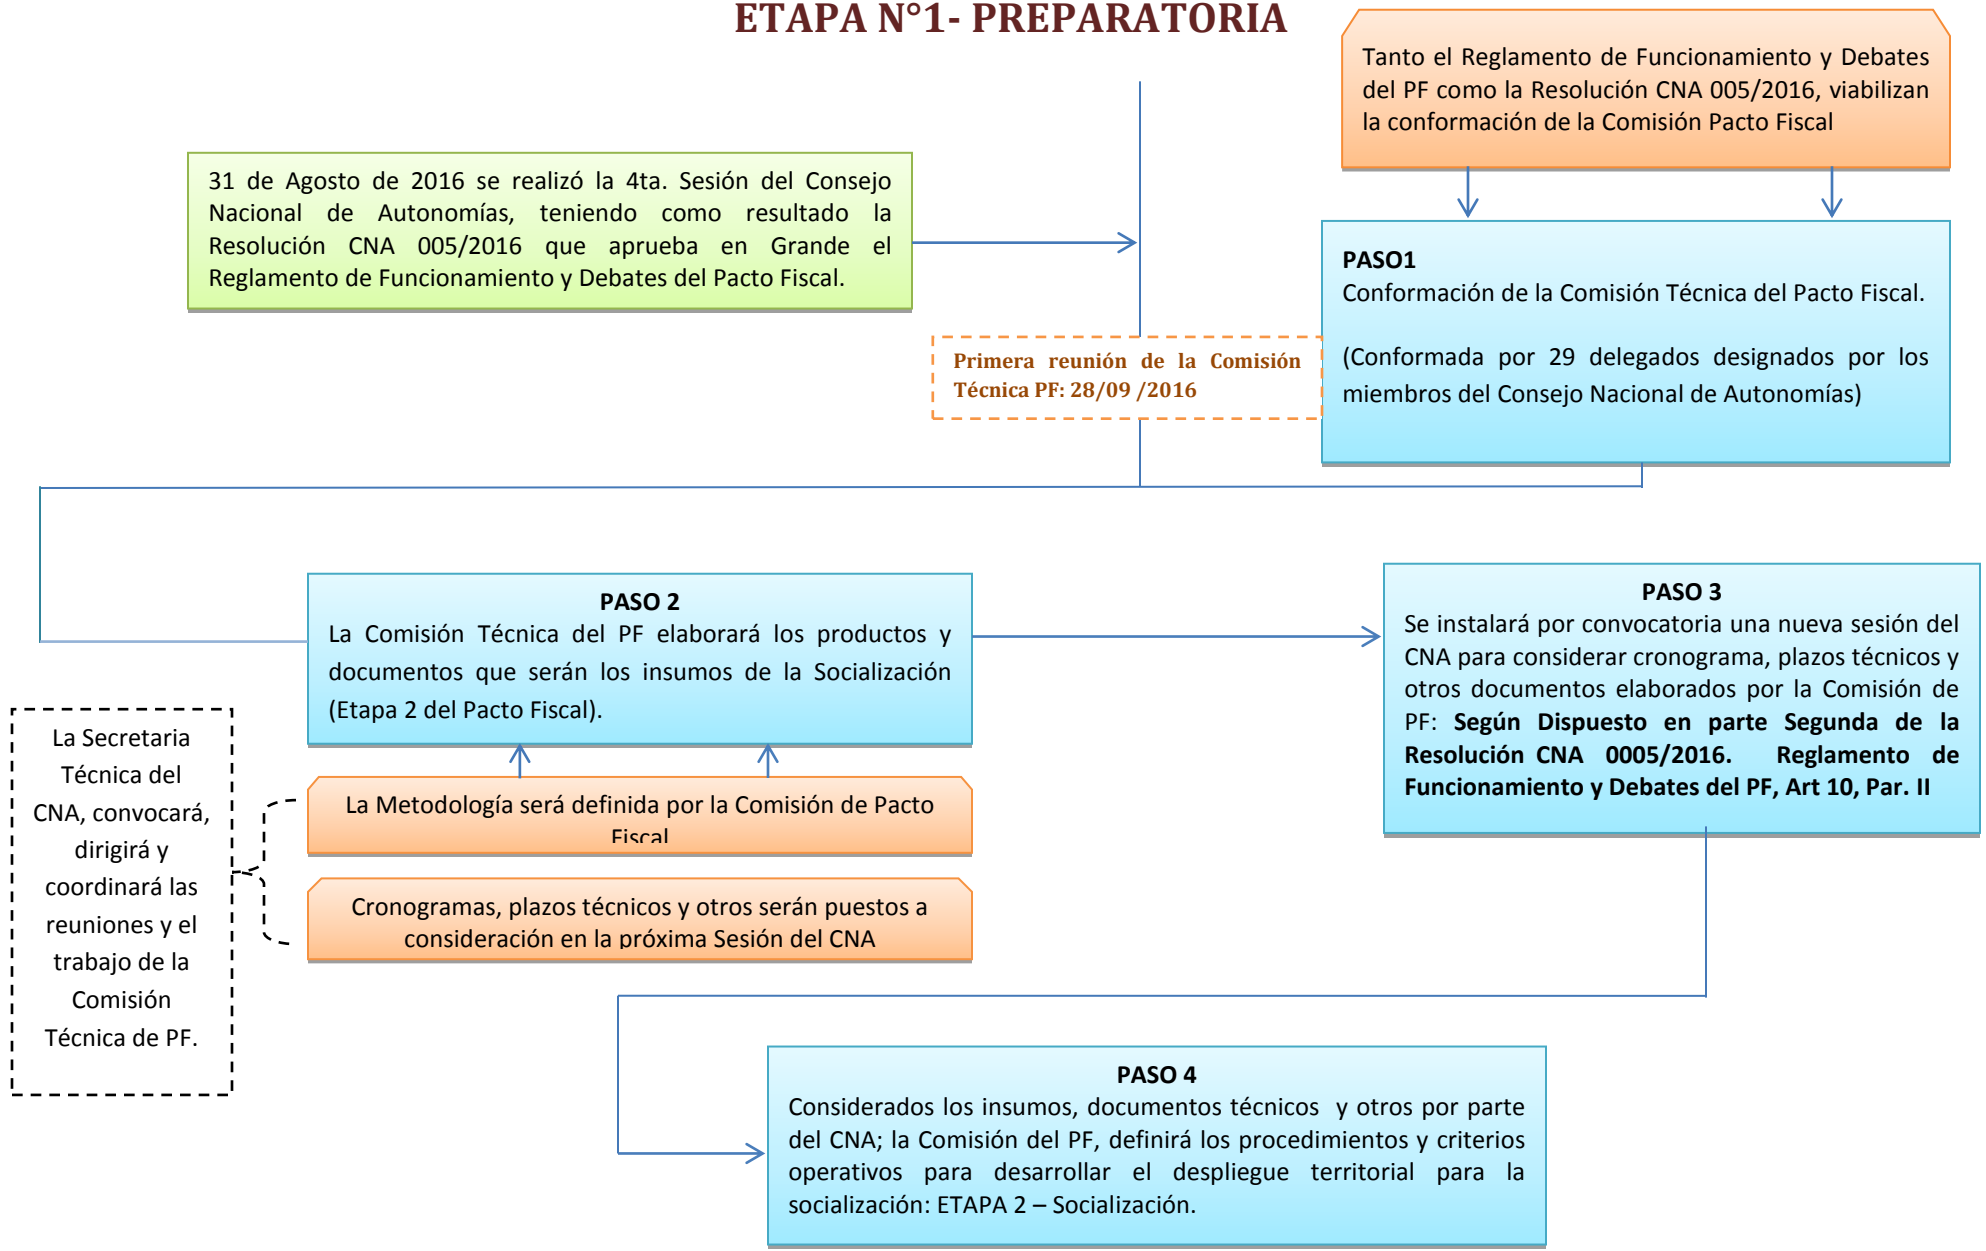 ETAPA N°1- PREPARATORIA
Tanto el Reglamento de Funcionamiento y Debates
del PF como la Resolución CNA 005/2016, viabilizan
la conformación de la Comisión Pacto Fiscal
31 de Agosto de 2016 se realizó la 4ta. Sesión del Consejo
Nacional de Autonomías, teniendo como resultado la
Resolución CNA 005/2016 que aprueba en Grande el
Reglamento de Funcionamiento y Debates del Pacto Fiscal.
PASO1
Conformación de la Comisión Técnica del Pacto Fiscal.
(Conformada por 29 delegados designados por los
miembros del Consejo Nacional de Autonomías)
Primera reunión de la Comisión
Técnica PF: 28/09 /2016
PASO 2
La Comisión Técnica del PF elaborará los productos y
documentos que serán los insumos de la Socialización
(Etapa 2 del Pacto Fiscal).
PASO 3
Se instalará por convocatoria una nueva sesión del
CNA para considerar cronograma, plazos técnicos y
otros documentos elaborados por la Comisión de
PF: Según Dispuesto en parte Segunda de la
Resolución CNA 0005/2016. Reglamento de
Funcionamiento y Debates del PF, Art 10, Par. II
La Secretaria
Técnica del
CNA, convocará,
dirigirá y
coordinará las
reuniones y el
trabajo de la
Comisión
Técnica de PF.
La Metodología será definida por la Comisión de Pacto
Fiscal
Cronogramas, plazos técnicos y otros serán puestos a
consideración en la próxima Sesión del CNA
PASO 4
Considerados los insumos, documentos técnicos y otros por parte
del CNA; la Comisión del PF, definirá los procedimientos y criterios
operativos para desarrollar el despliegue territorial para la
socialización: ETAPA 2 – Socialización.